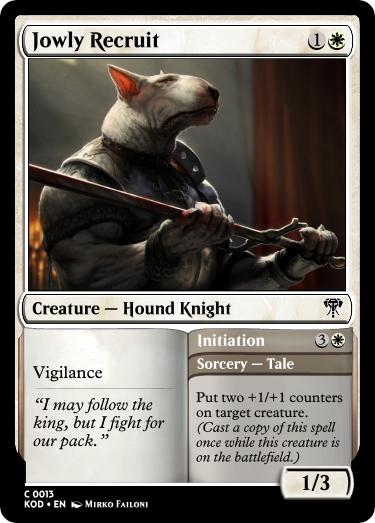 Jowly Recruit 1
Creature — Hound Knight
Vigilance
“I may follow the
king, but I fight for
our pack.”
Initiation 3
Sorcery — Tale
Put two +1/+1 counters
on target creature.
(Cast a copy of this spell
once while this creature is
on the battlefield.)
1/3
C 0013
KOD • EN Mirko Failoni